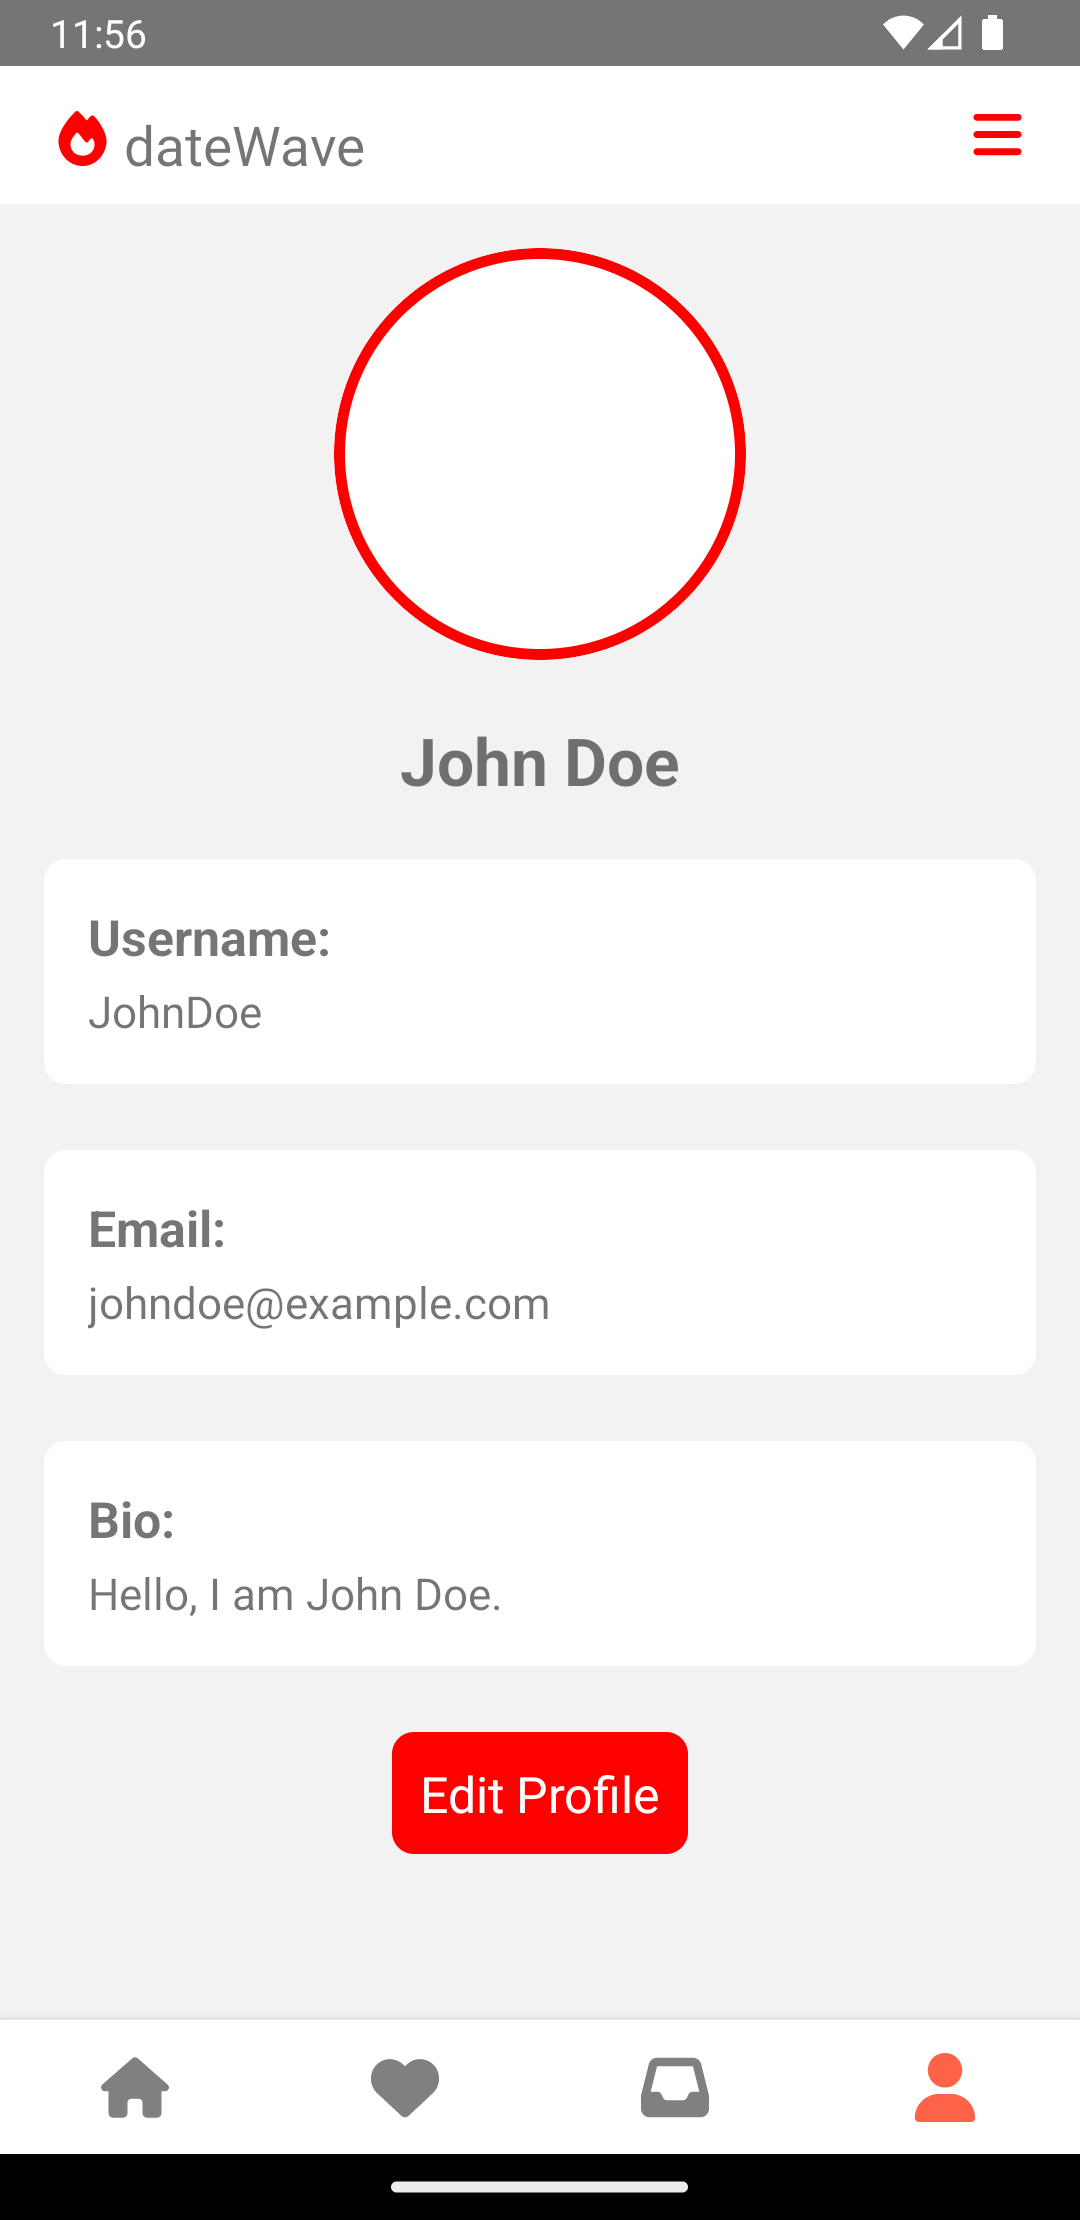 11:56
dateWave
John Doe
Username:
JohnDoe
Email:
johndoe@example.com
Bio:
Hello, I am John Doe.
Edit Profile